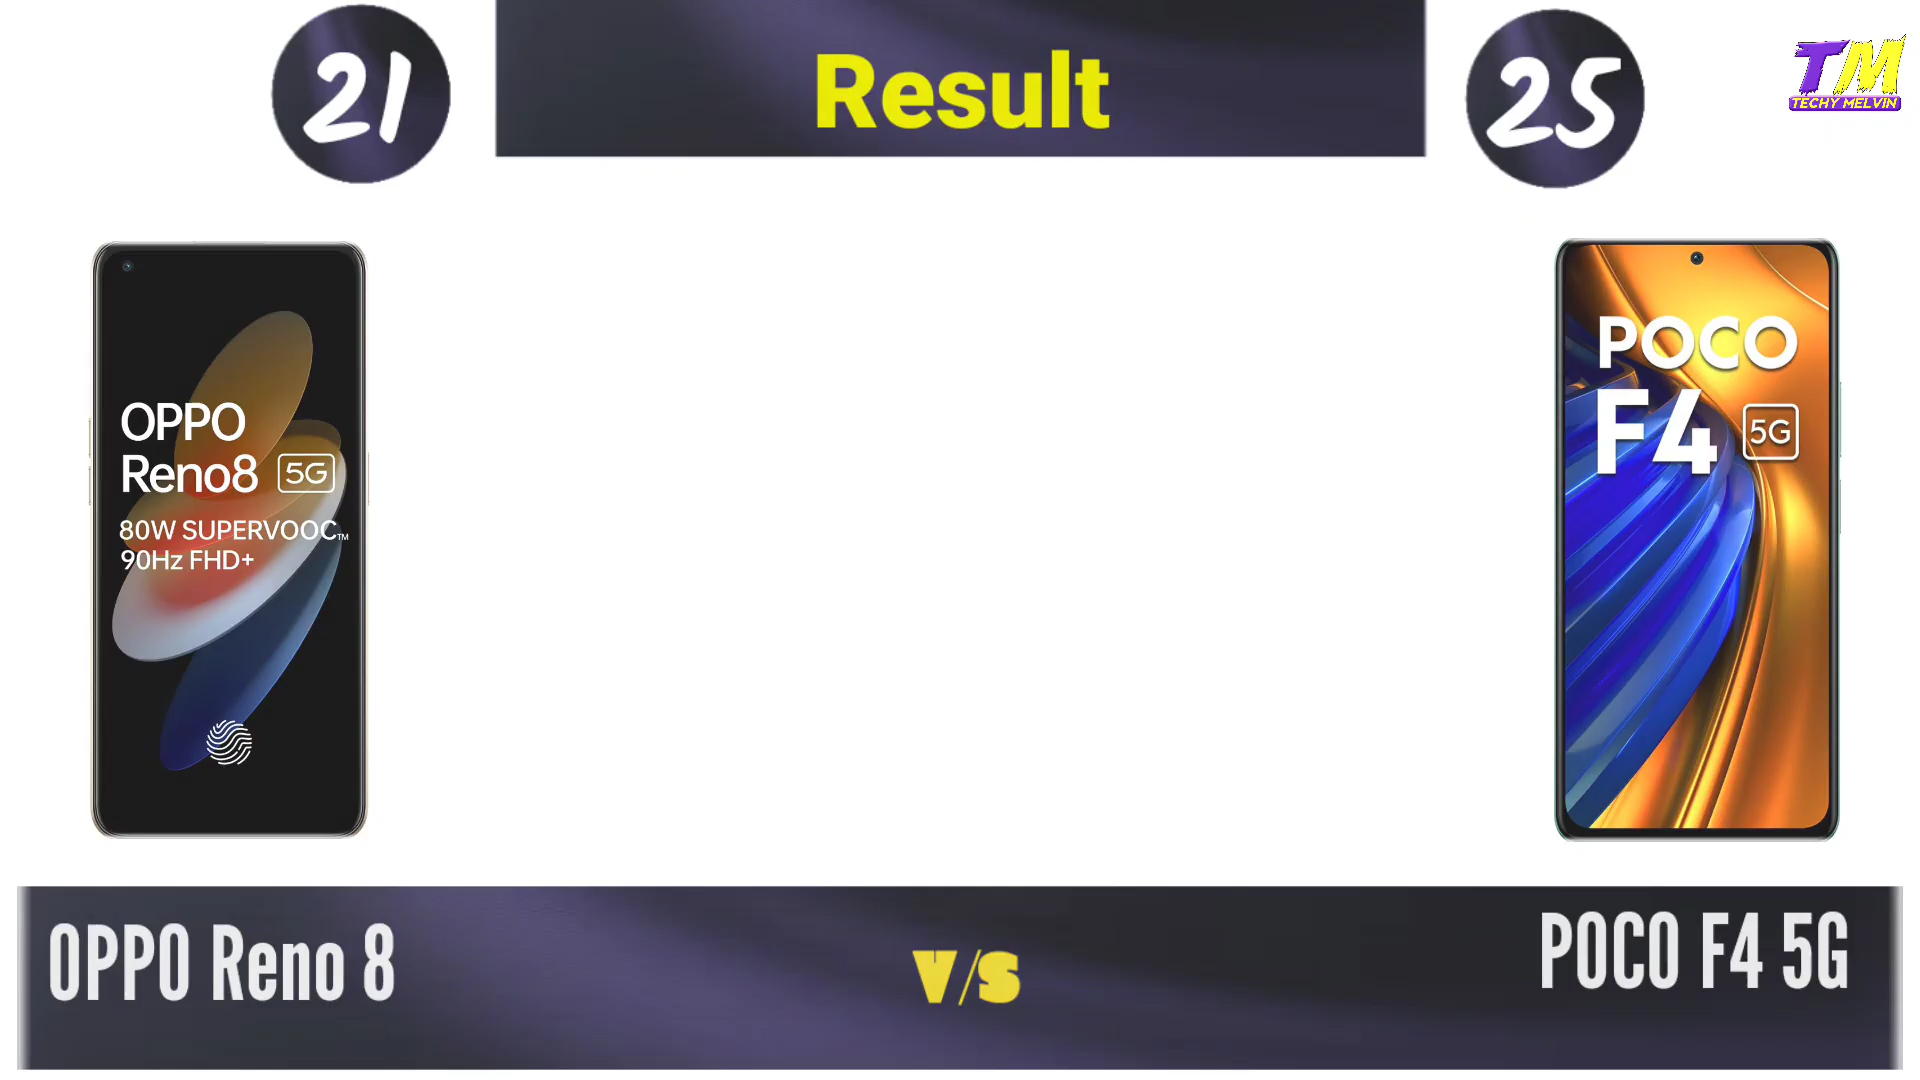 21
Result
25
TM
TECHY MELVIN
OPPO
Reno8 5G
80W SUPERVOOC™
90Hz FHD+
POCO
F4 5G
OPPO Reno 8
V/S
POCO F4 5G